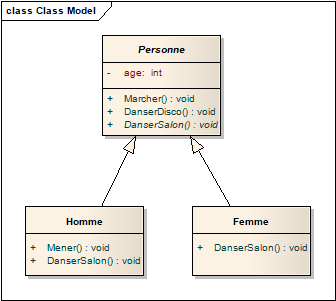 class Class Model
Personne
- age: int
+ Marcher() : void
+ DanserDisco() : void
+ DanserSalon() : void
Homme
+ Mener() : void
+ DanserSalon() : void
Femme
+ DanserSalon() : void